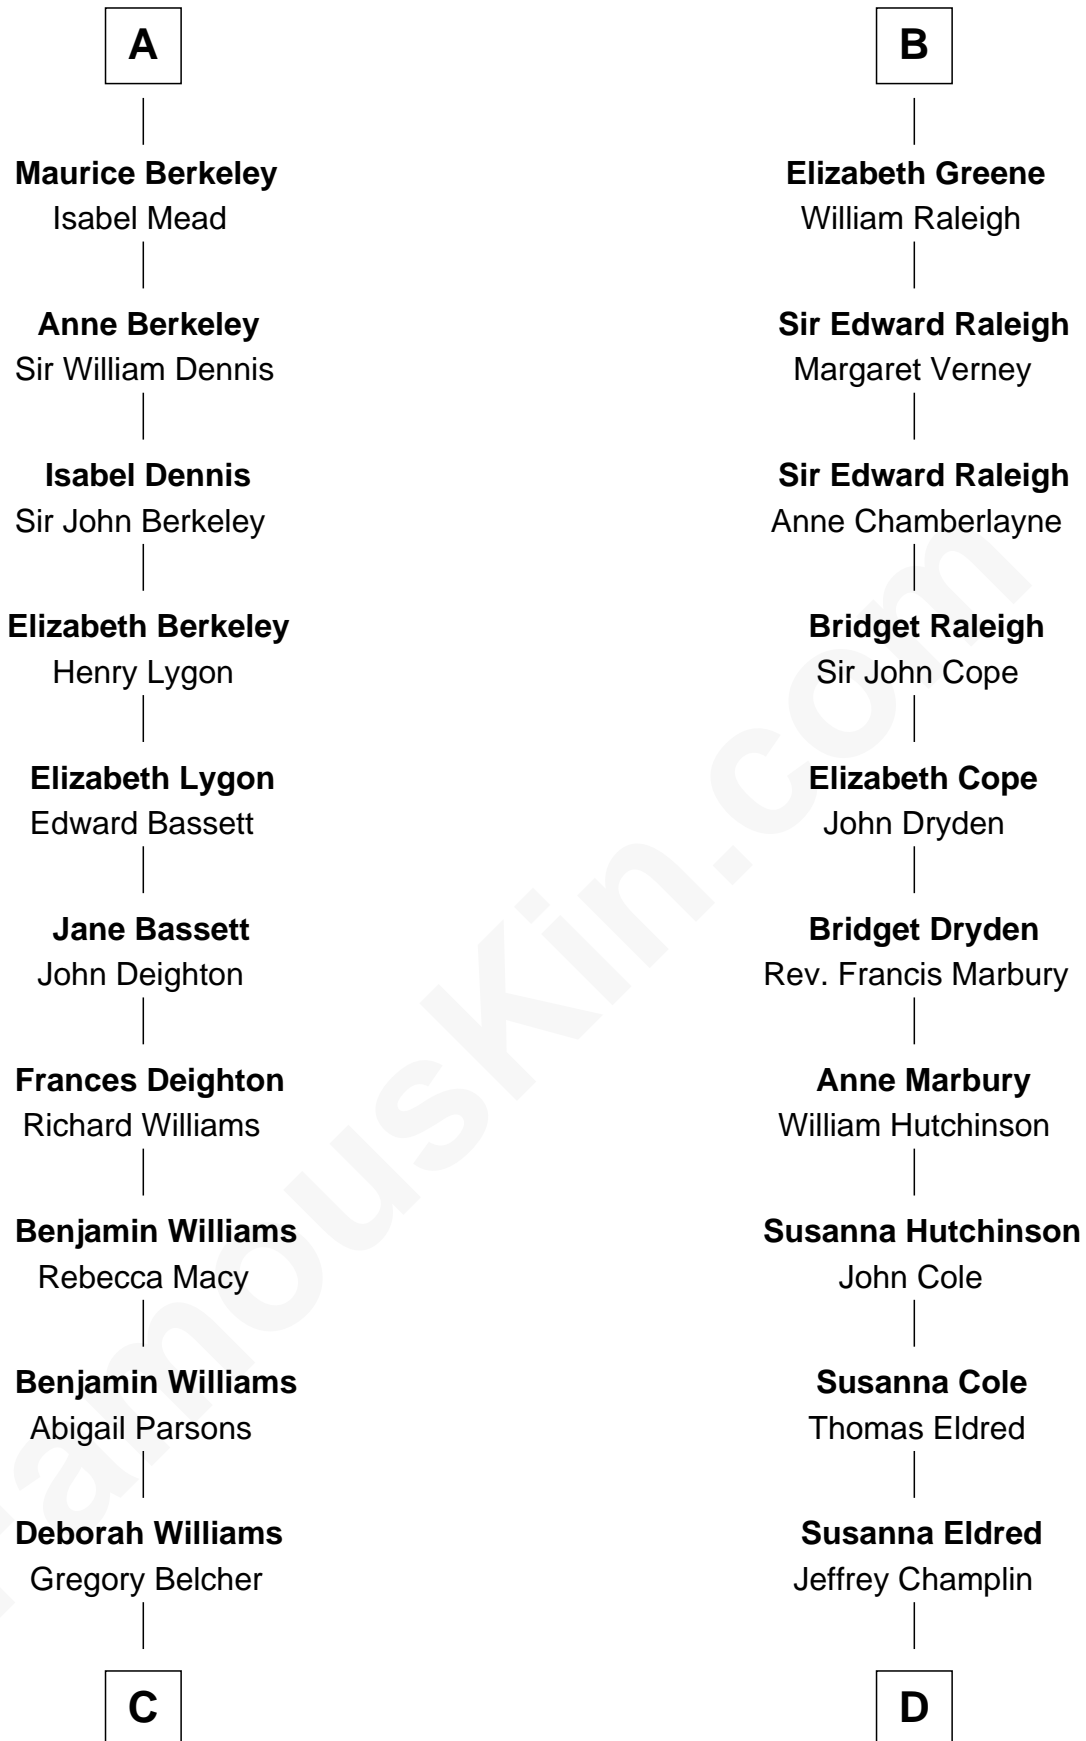 A
Maurice Berkeley
Isabel Mead
Anne Berkeley
Sir William Dennis
Isabel Dennis
Sir John Berkeley
Elizabeth Berkeley
Henry Lygon
Elizabeth Lygon
Edward Bassett
Jane Bassett
John Deighton
Frances Deighton
Richard Williams
Benjamin Williams
Rebecca Macy
Benjamin Williams
Abigail Parsons
Deborah Williams
Gregory Belcher
C
B
Elizabeth Greene
William Raleigh
Sir Edward Raleigh
Margaret Verney
Sir Edward Raleigh
Anne Chamberlayne
Bridget Raleigh
Sir John Cope
Elizabeth Cope
John Dryden
Bridget Dryden
Rev. Francis Marbury
Anne Marbury
William Hutchinson
Susanna Hutchinson
John Cole
Susanna Cole
Thomas Eldred
Susanna Eldred
Jeffrey Champlin
D
FamousKin.com